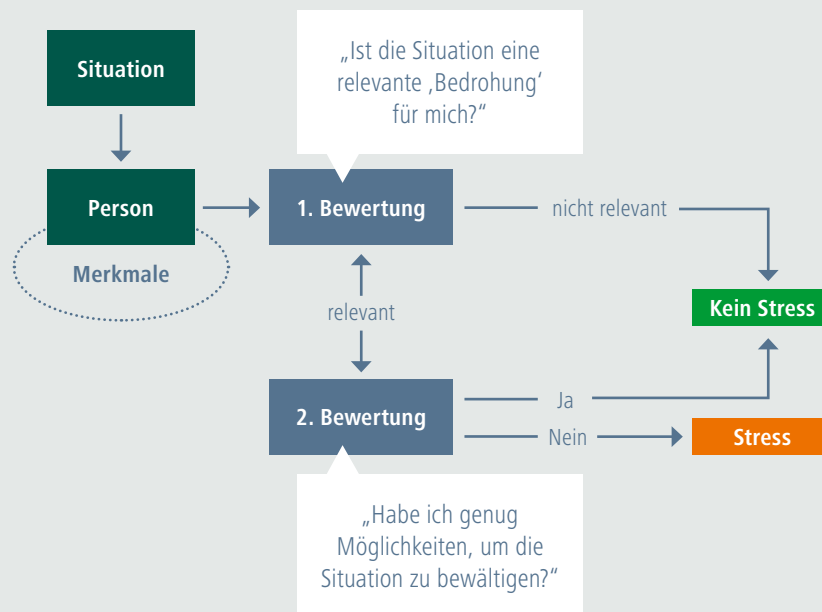 Situation
„Ist die Situation eine
relevante ‚Bedrohung‘
für mich?“
Person
Merkmale
1. Bewertung
nicht relevant
relevant
Kein Stress
2. Bewertung
Ja
Nein
Stress
„Habe ich genug
Möglichkeiten, um die
Situation zu bewältigen?“